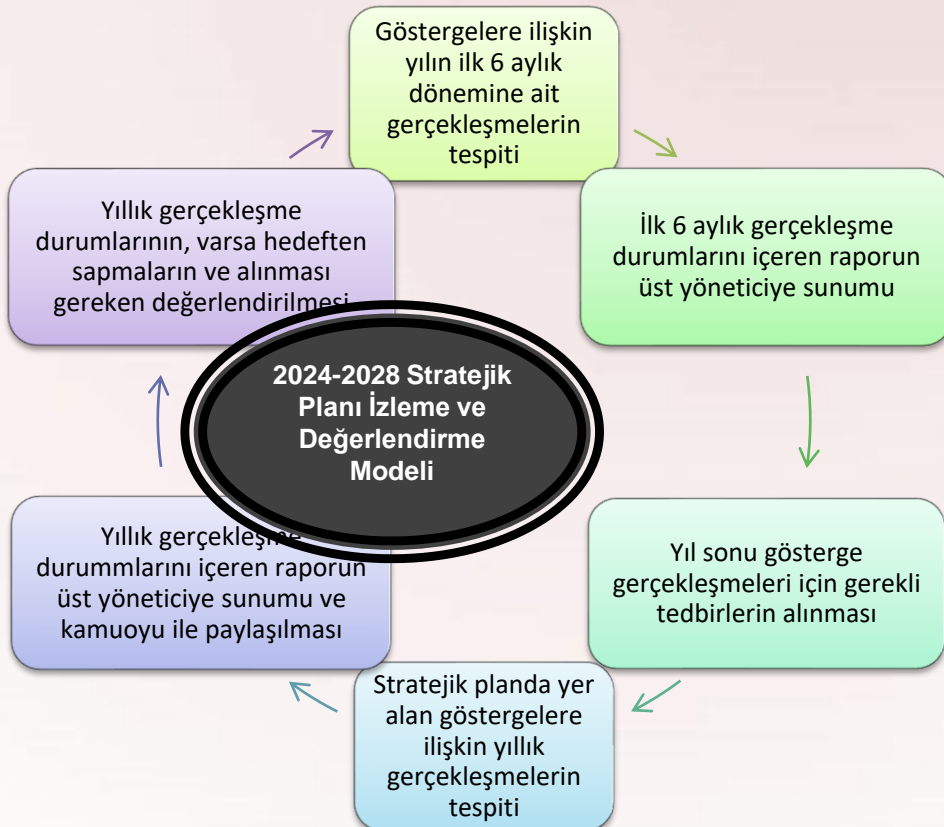 Göstergelere ilişkin
yılın ilk 6 aylık
dönemine ait
gerçekleşmelerin
tespiti
İlk 6 aylık gerçekleşme
durumlarını içeren raporun
üst yöneticiye sunumu
Yıl sonu gösterge
gerçekleşmeleri için gerekli
tedbirlerin alınması
Stratejik planda yer
alan göstergelere
ilişkin yıllık
gerçekleşmelerin
tespiti
Yıllık gerçekleşme
durummlarını içeren raporun
üst yöneticiye sunumu ve
kamuoyu ile paylaşılması
Yıllık gerçekleşme
durumlarının, varsa hedeften
sapmaların ve alınması
gereken değerlendirilmesi
2024-2028 Stratejik
Planı İzleme ve
Değerlendirme
Modeli